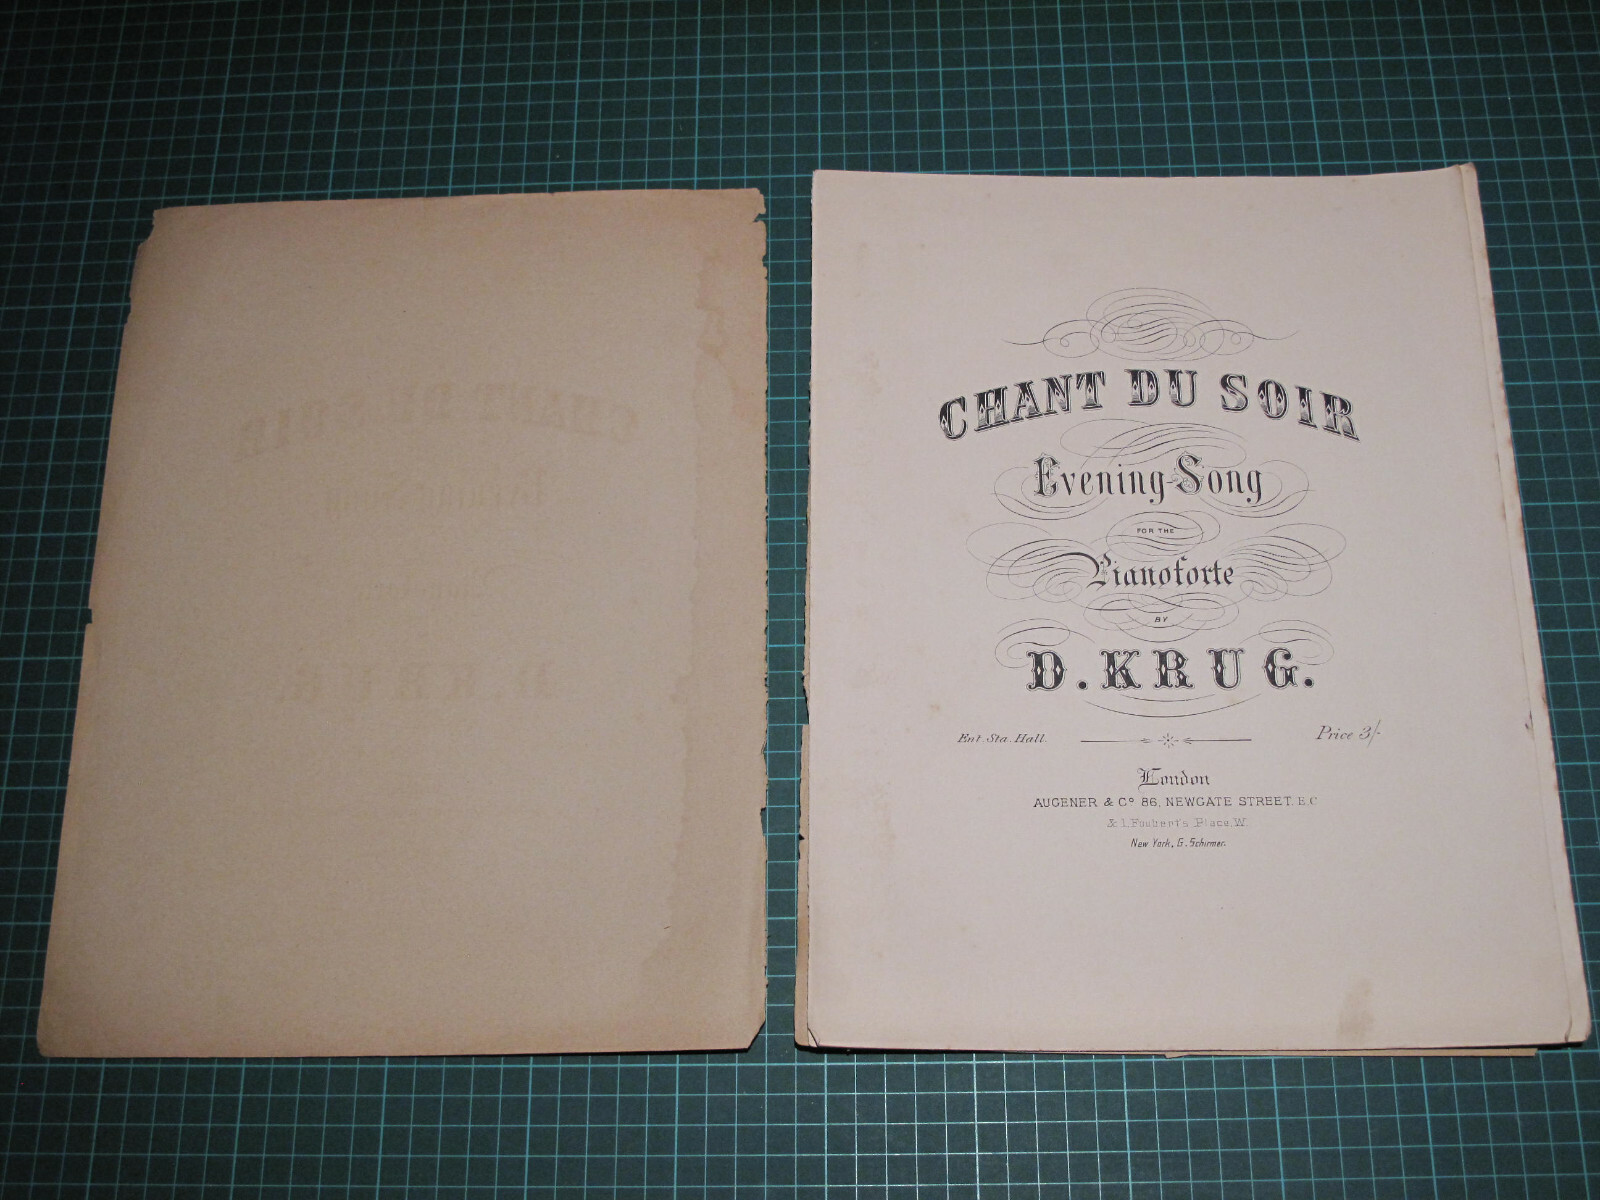 CHANT DU SOIR
Evening-Song
FOR THE
Pianoforte
BY
D. KRUG.
Ent. Sta. Hall.
Price 3/-
London
AUGENER & Co 86, NEWGATE STREET. E.C
& 1. Foubert's Place, W.
New York, G. Schirmer.